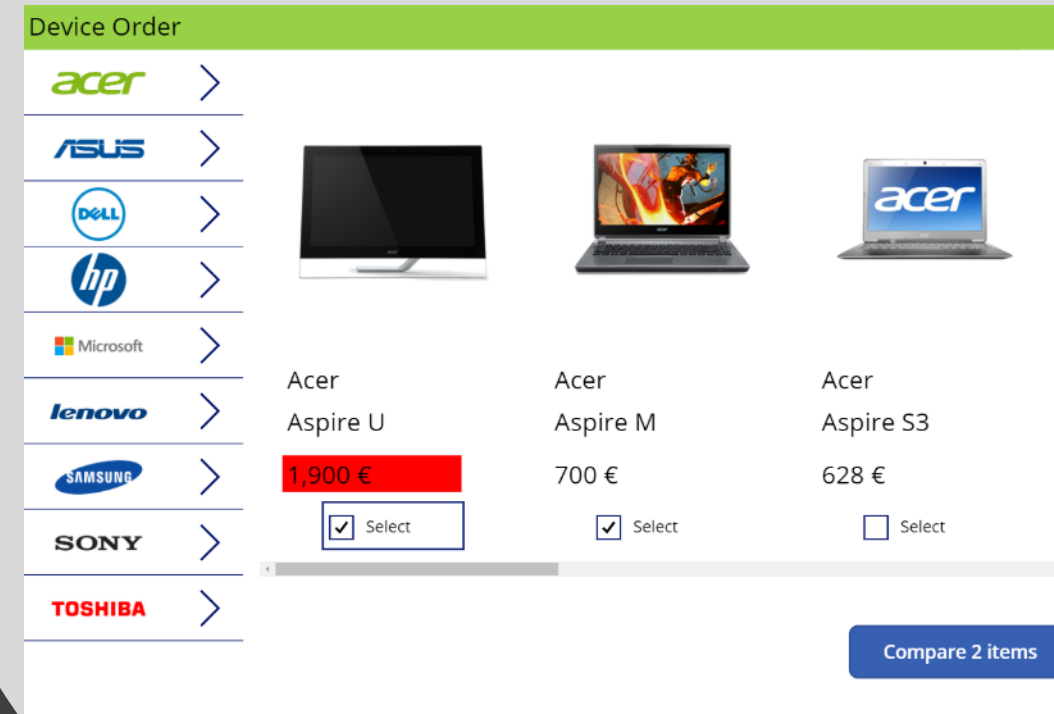 Device Order
acer
ASUS
DELL
hp
Microsoft
lenovo
SAMSUNG
SONY
TOSHIBA
acer
Acer
Aspire U
1,900 €
Select
Acer
Aspire M
700 €
Select
Acer
Aspire S3
628 €
Select
Compare 2 items